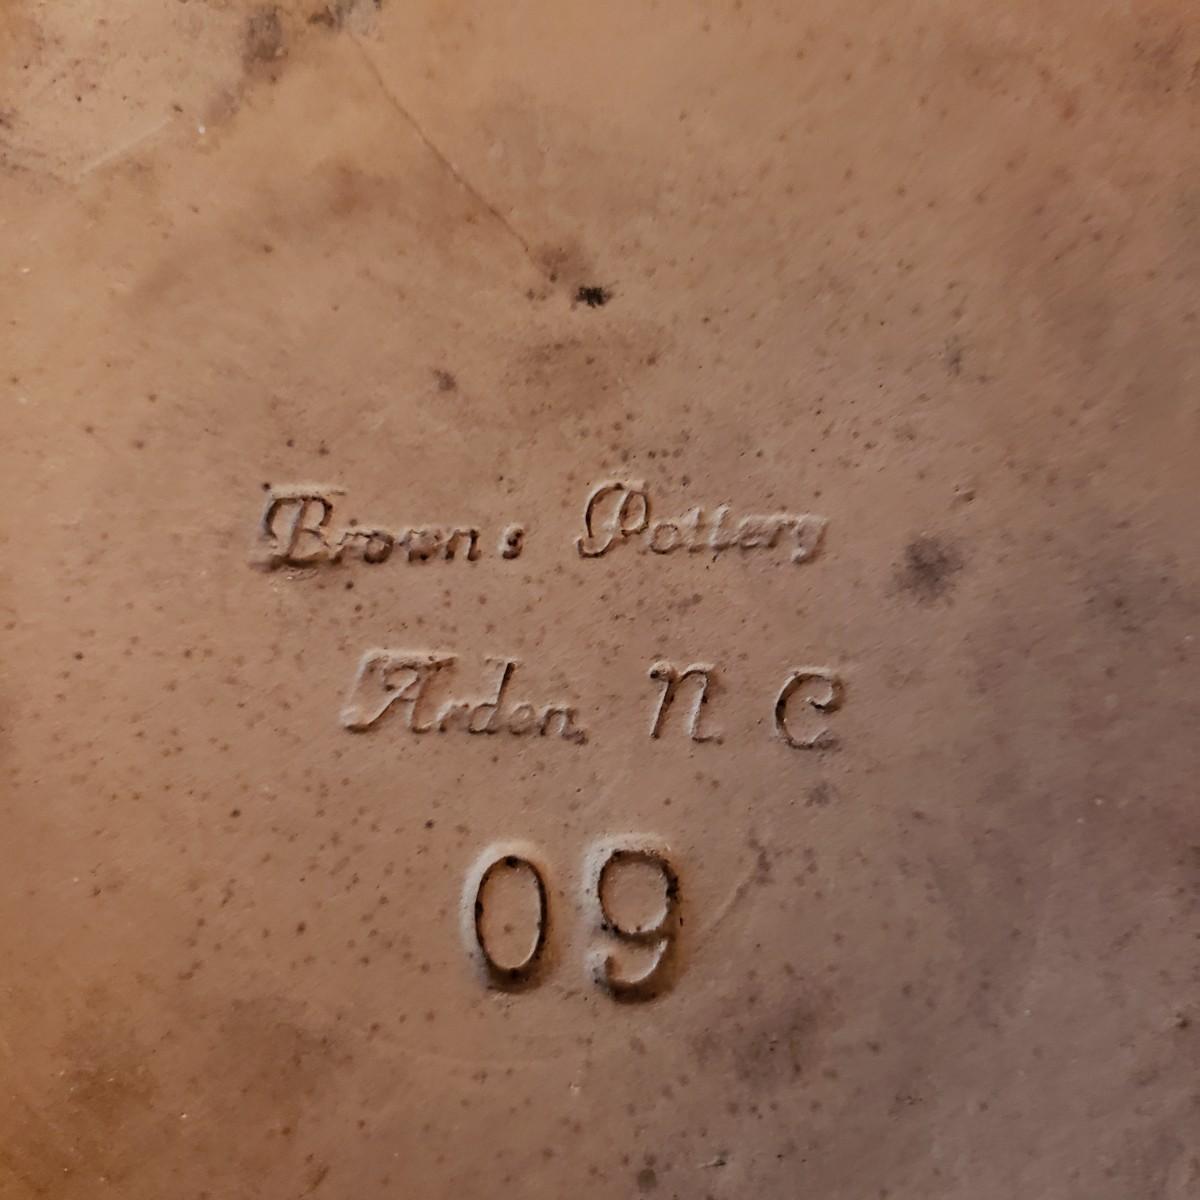 Brown s Pottery
Arden, N. C
09